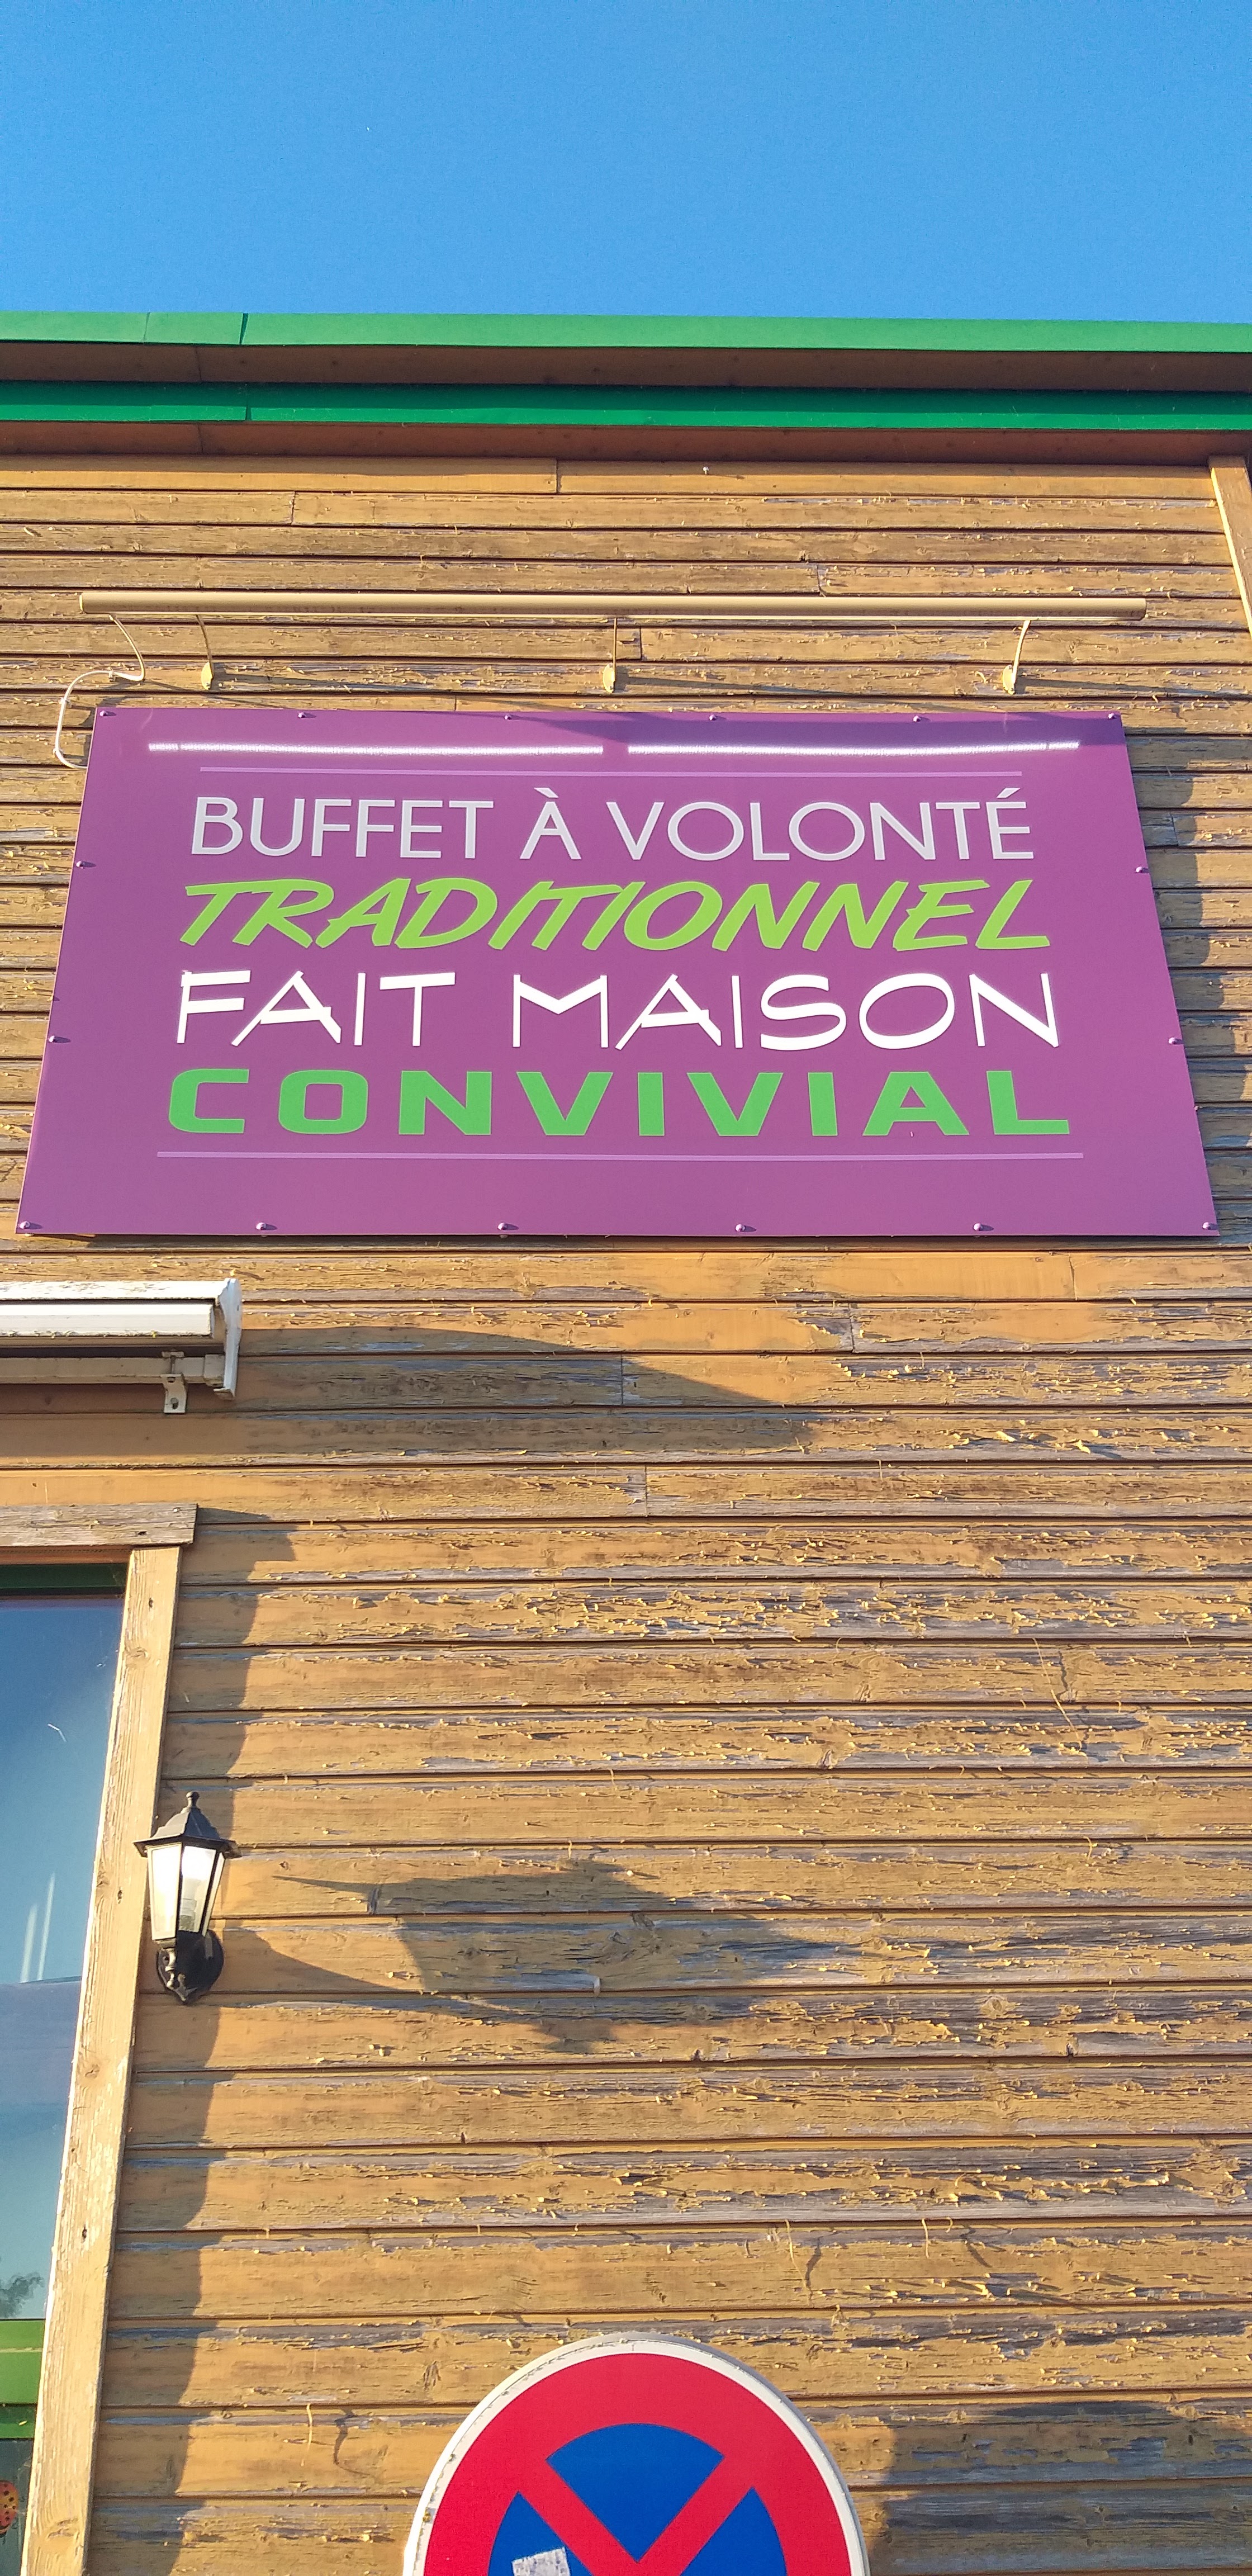 BUFFET À VOLONTÉ
TRADITIONNEL
FAIT MAISON
CONVIVIAL